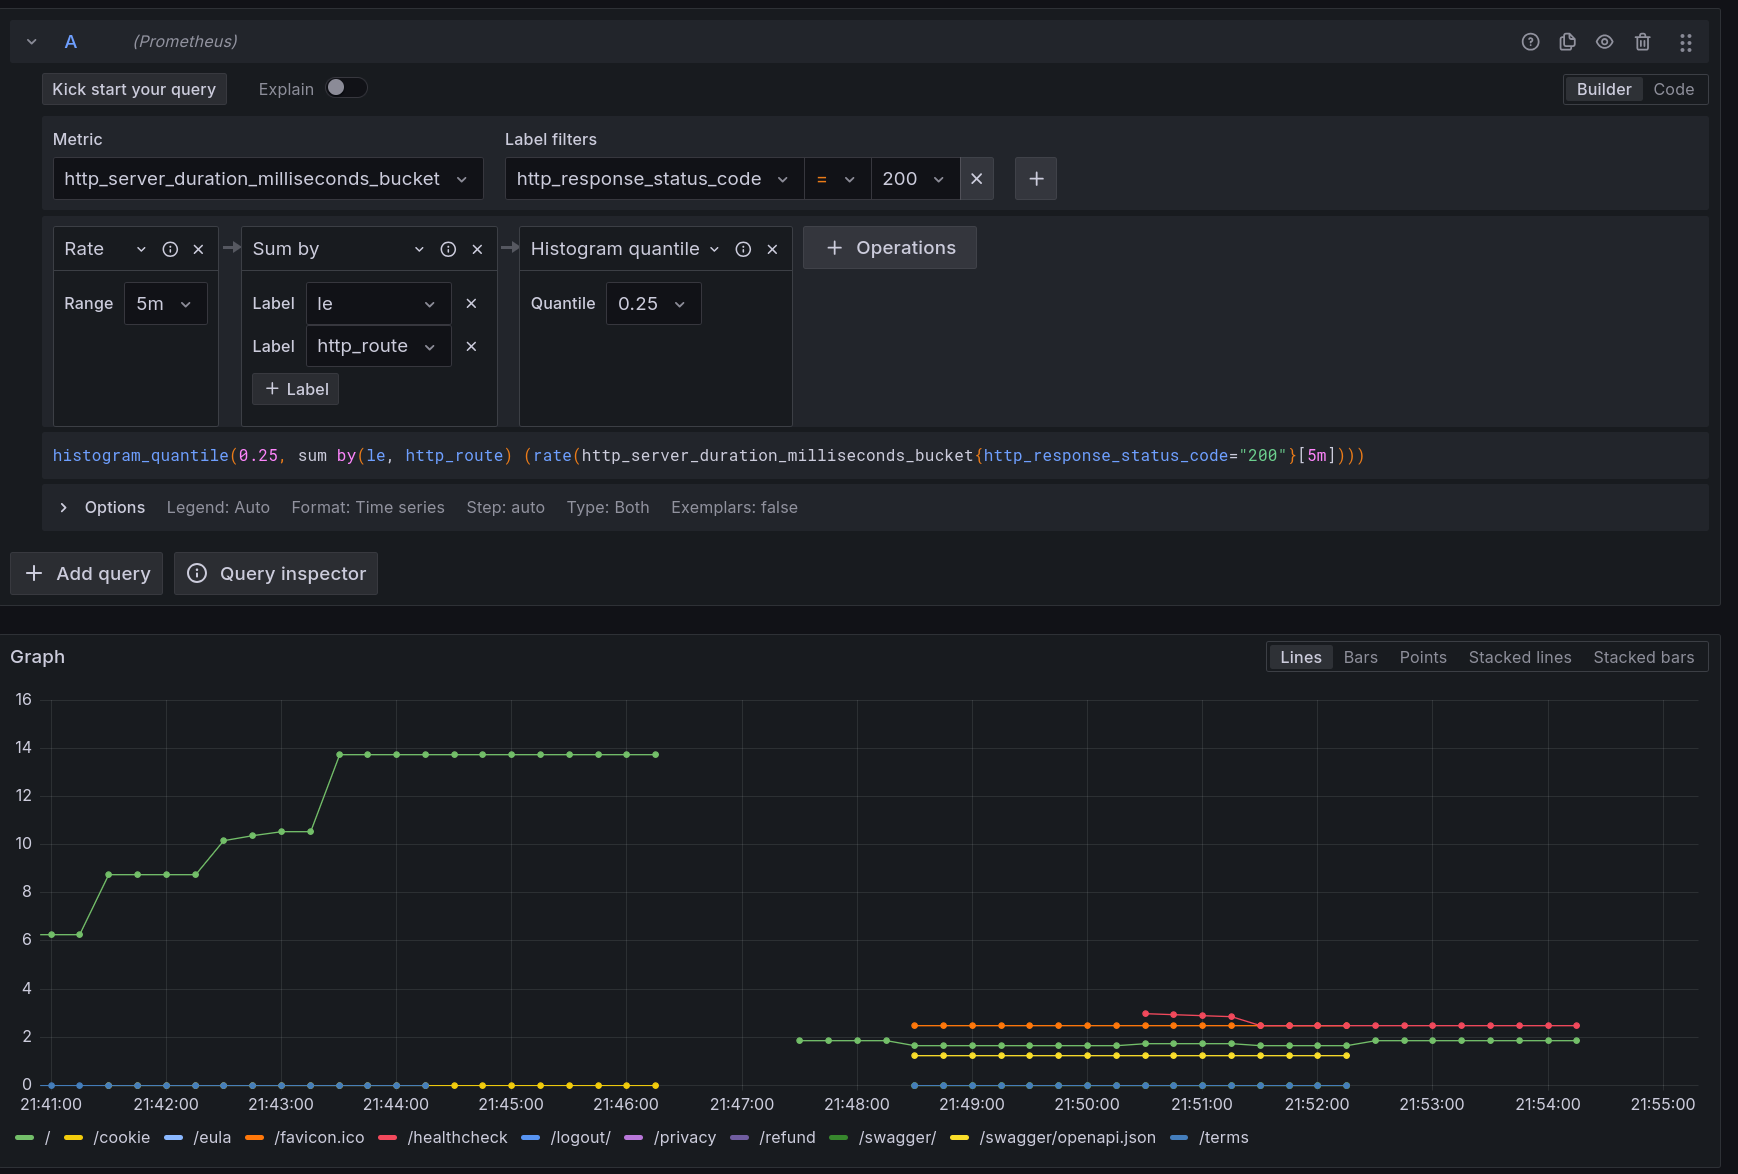 A (Prometheus)
Kick start your query Explain Builder Code
Metric Label filters
http_server_duration_milliseconds_bucket http_response_status_code = 200
Rate Sum by Histogram quantile + Operations
Range 5m Label le Quantile 0.25
Label http_route
+ Label
histogram_quantile(0.25, sum by(le, http_route) (rate(http_server_duration_milliseconds_bucket{http_response_status_code="200"}[5m])))
Options Legend: Auto Format: Time series Step: auto Type: Both Exemplars: false
+ Add query Query inspector
Graph Lines Bars Points Stacked lines Stacked bars
16
14
12
10
8
6
4
2
0
21:41:00 21:42:00 21:43:00 21:44:00 21:45:00 21:46:00 21:47:00 21:48:00 21:49:00 21:50:00 21:51:00 21:52:00 21:53:00 21:54:00 21:55:00
/ /cookie /eula /favicon.ico /healthcheck /logout/ /privacy /refund /swagger/ /swagger/openapi.json /terms